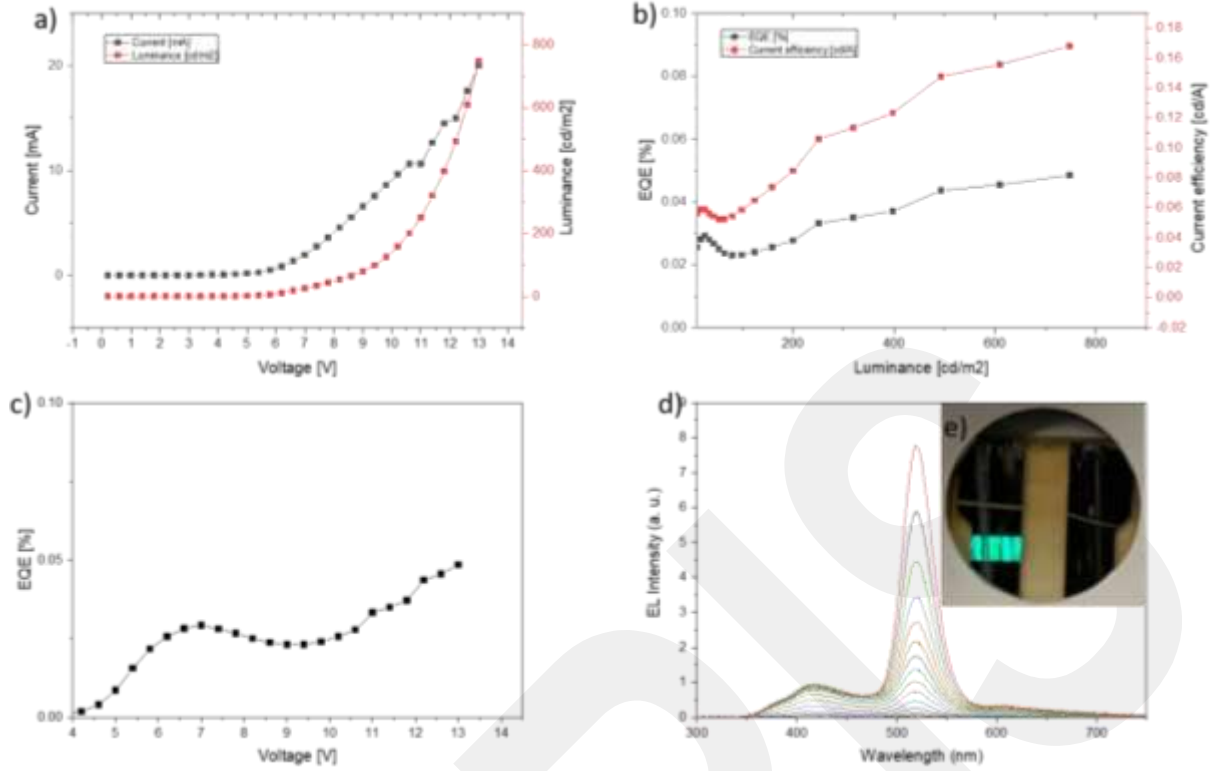 a)
Current [mA]
Luminance [cd/m2]
20
10
0
Current [mA]
800
600
400
200
0
Luminance [cd/m2]
-1 0 1 2 3 4 5 6 7 8 9 10 11 12 13 14
Voltage [V]
b)
EQE [%]
Current efficiency [cd/A]
0.10
0.08
0.06
0.04
0.02
0.00
EQE [%]
0.18
0.16
0.14
0.12
0.10
0.08
0.06
0.04
0.02
0.00
-0.02
Current efficiency [cd/A]
200 400 600 800
Luminance [cd/m2]
c)
0.10
0.05
0.00
EQE [%]
4 5 6 7 8 9 10 11 12 13 14
Voltage [V]
d)
9
8
7
6
5
4
3
2
1
0
EL Intensity (a. u.)
e)
300 400 500 600 700
Wavelength (nm)